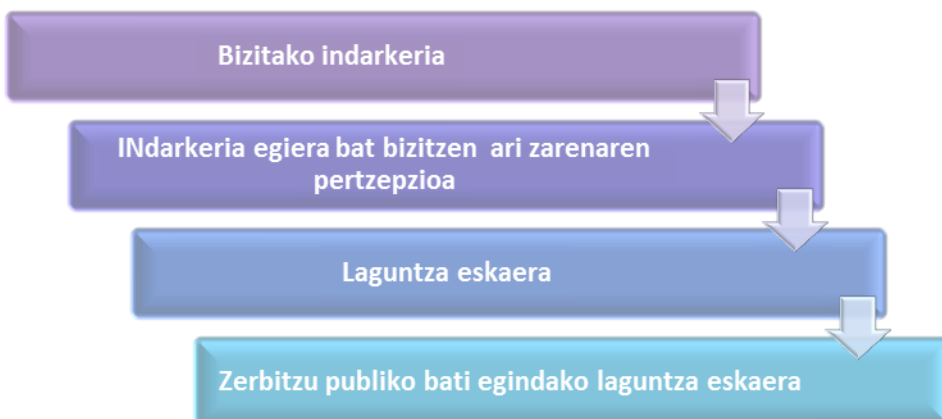 Bizitako indarkeria
INdarkeria egiera bat bizitzen ari zarenaren
pertzepzioa
Laguntza eskaera
Zerbitzu publiko bati egindako laguntza eskaera